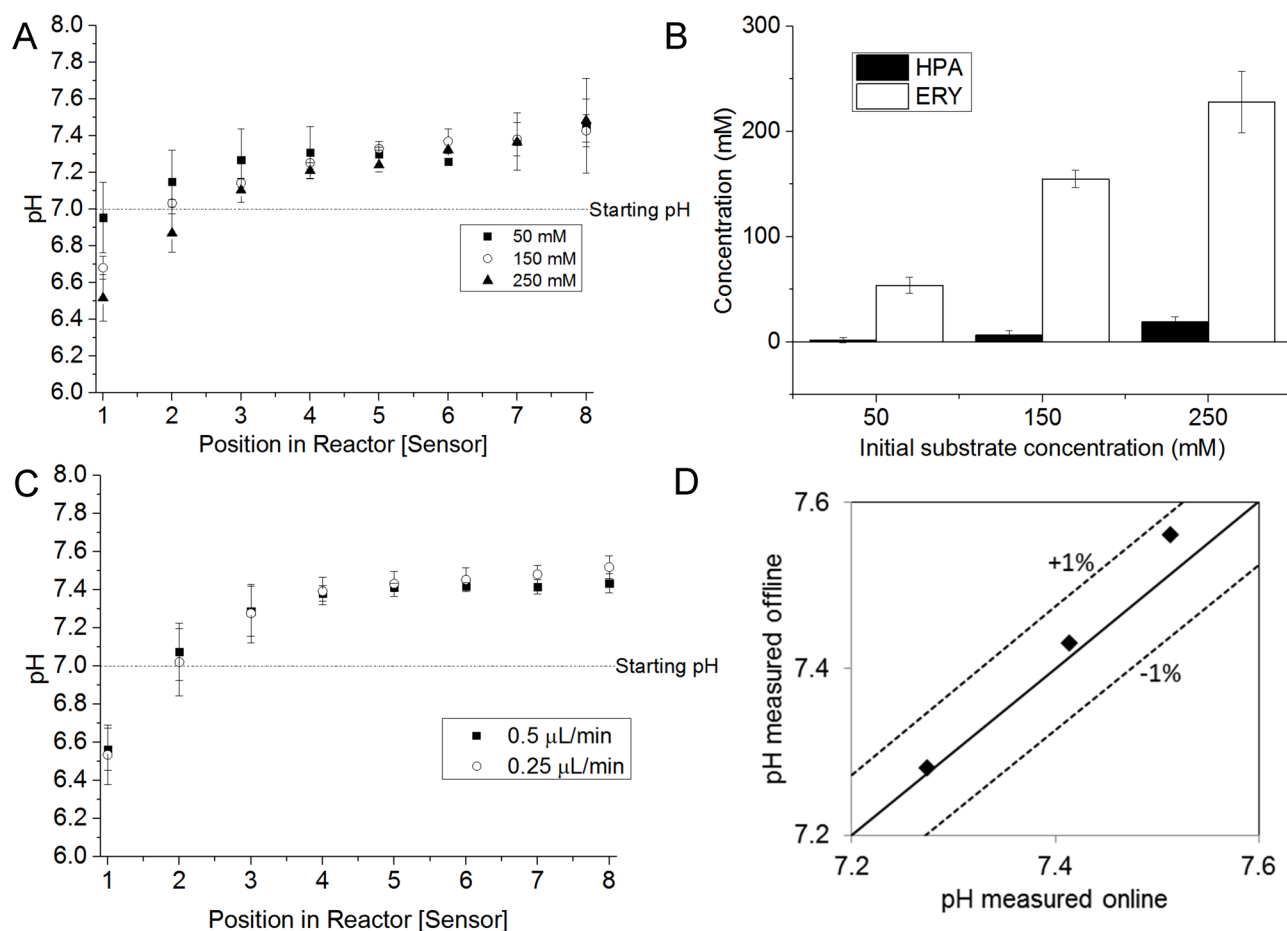 A
8.0
7.8
7.6
7.4
7.2
7.0
6.8
6.6
6.4
6.2
6.0
pH
Starting pH
50 mM
150 mM
250 mM
1 2 3 4 5 6 7 8
Position in Reactor [Sensor]
B
300
200
100
0
Concentration (mM)
HPA
ERY
50 150 250
Initial substrate concentration (mM)
C
8.0
7.8
7.6
7.4
7.2
7.0
6.8
6.6
6.4
6.2
6.0
pH
Starting pH
0.5 μL/min
0.25 μL/min
1 2 3 4 5 6 7 8
Position in Reactor [Sensor]
D
7.6
7.4
7.2
pH measured offline
+1%
-1%
7.2 7.4 7.6
pH measured online